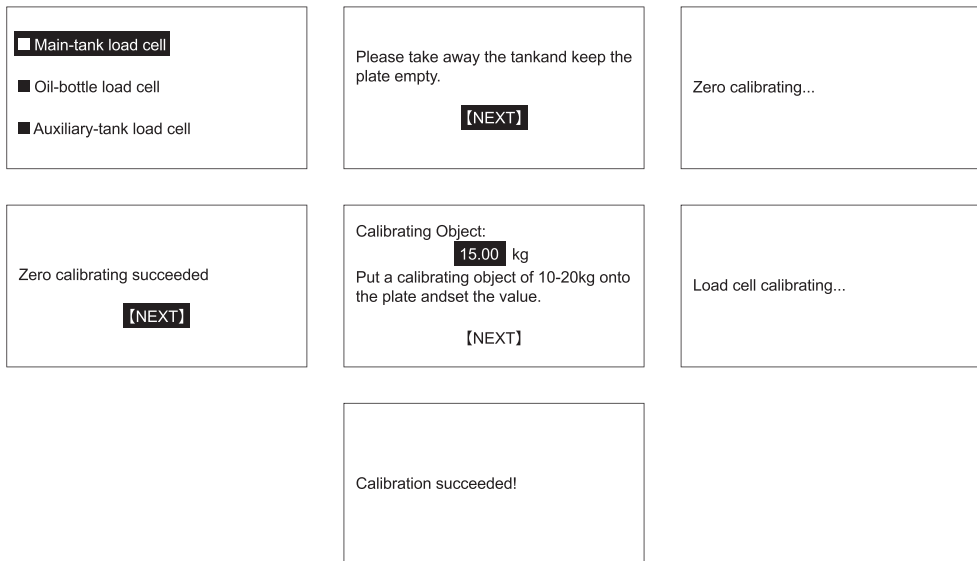 Main-tank load cell
Oil-bottle load cell
Auxiliary-tank load cell
Please take away the tankand keep the
plate empty.
【NEXT】
Zero calibrating...
Zero calibrating succeeded
【NEXT】
Calibrating Object:
15.00 kg
Put a calibrating object of 10-20kg onto
the plate andset the value.
【NEXT】
Load cell calibrating...
Calibration succeeded!